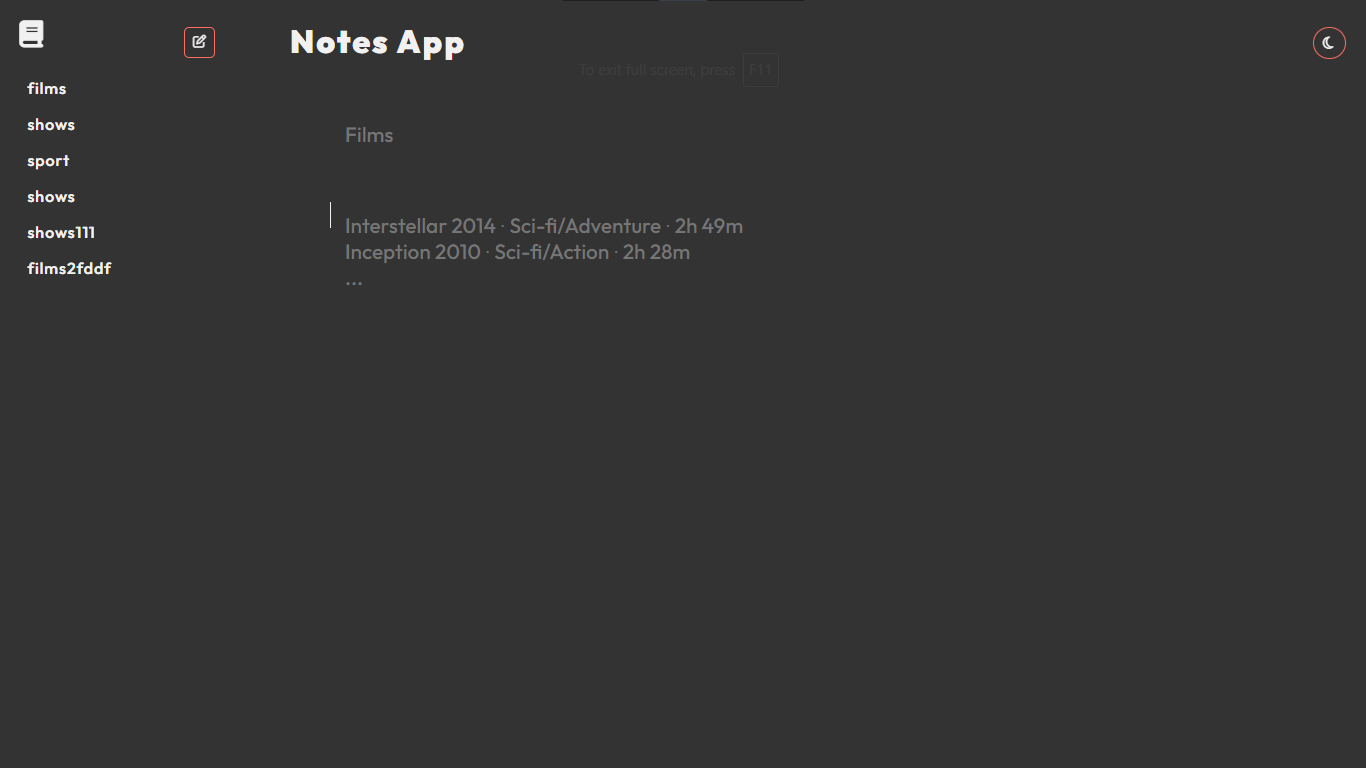 Notes App
To exit full screen, press F11
films
shows
sport
shows
shows111
films2fddf
Films
Interstellar 2014 · Sci-fi/Adventure · 2h 49m
Inception 2010 · Sci-fi/Action · 2h 28m
...